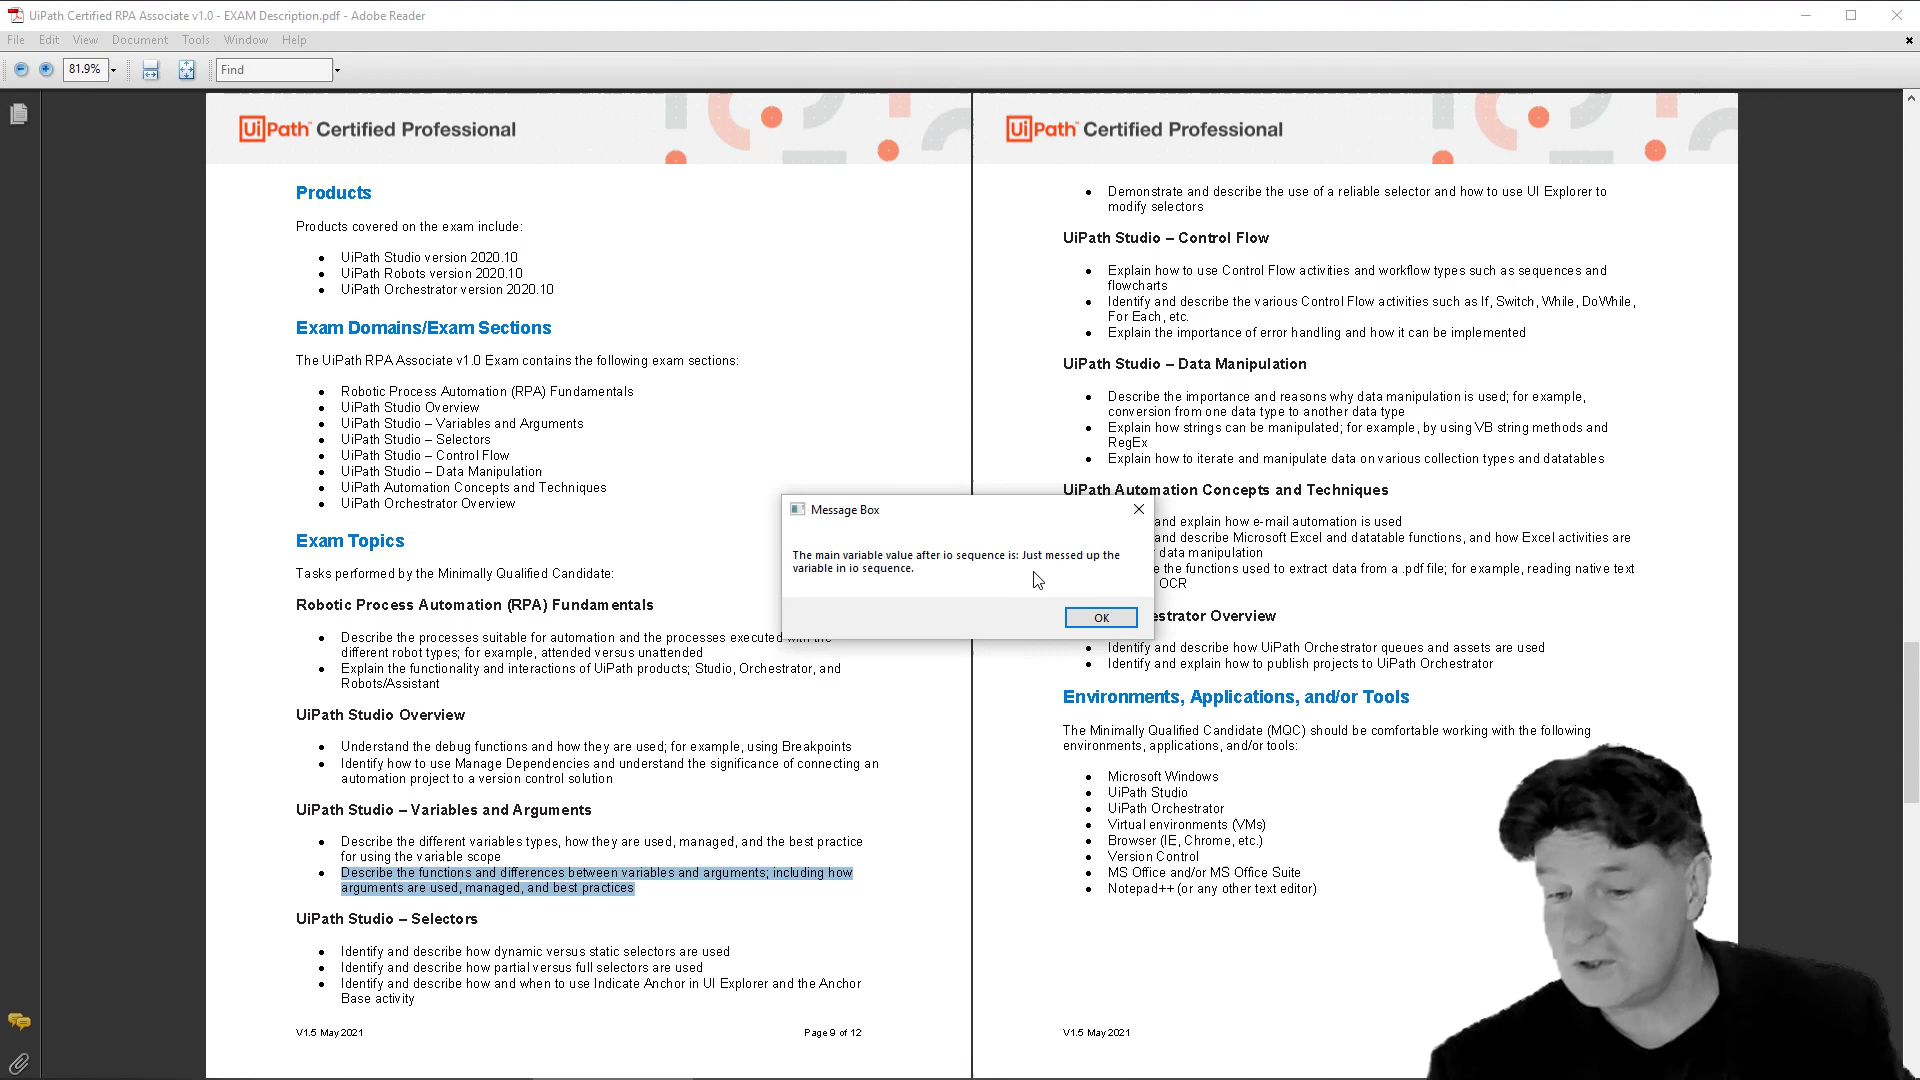 UiPath Certified RPA Associate v1.0 - EXAM Description.pdf - Adobe Reader
File Edit View Document Tools Window Help
81.9% Find
UiPath™ Certified Professional
Products
Products covered on the exam include:
• UiPath Studio version 2020.10
• UiPath Robots version 2020.10
• UiPath Orchestrator version 2020.10
Exam Domains/Exam Sections
The UiPath RPA Associate v1.0 Exam contains the following exam sections:
• Robotic Process Automation (RPA) Fundamentals
• UiPath Studio Overview
• UiPath Studio – Variables and Arguments
• UiPath Studio – Selectors
• UiPath Studio – Control Flow
• UiPath Studio – Data Manipulation
• UiPath Automation Concepts and Techniques
• UiPath Orchestrator Overview
Exam Topics
Tasks performed by the Minimally Qualified Candidate:
Robotic Process Automation (RPA) Fundamentals
• Describe the processes suitable for automation and the processes executed with the
different robot types; for example, attended versus unattended
• Explain the functionality and interactions of UiPath products; Studio, Orchestrator, and
Robots/Assistant
UiPath Studio Overview
• Understand the debug functions and how they are used; for example, using Breakpoints
• Identify how to use Manage Dependencies and understand the significance of connecting an
automation project to a version control solution
UiPath Studio – Variables and Arguments
• Describe the different variables types, how they are used, managed, and the best practice
for using the variable scope
• Describe the functions and differences between variables and arguments; including how
arguments are used, managed, and best practices
UiPath Studio – Selectors
• Identify and describe how dynamic versus static selectors are used
• Identify and describe how partial versus full selectors are used
• Identify and describe how and when to use Indicate Anchor in UI Explorer and the Anchor
Base activity
V1.5 May 2021 Page 9 of 12
UiPath™ Certified Professional
• Demonstrate and describe the use of a reliable selector and how to use UI Explorer to
modify selectors
UiPath Studio – Control Flow
• Explain how to use Control Flow activities and workflow types such as sequences and
flowcharts
• Identify and describe the various Control Flow activities such as If, Switch, While, DoWhile,
For Each, etc.
• Explain the importance of error handling and how it can be implemented
UiPath Studio – Data Manipulation
• Describe the importance and reasons why data manipulation is used; for example,
conversion from one data type to another data type
• Explain how strings can be manipulated; for example, by using VB string methods and
RegEx
• Explain how to iterate and manipulate data on various collection types and datatables
UiPath Automation Concepts and Techniques
and explain how e-mail automation is used
and describe Microsoft Excel and datatable functions, and how Excel activities are
data manipulation
the functions used to extract data from a .pdf file; for example, reading native text
OCR
estrator Overview
• Identify and describe how UiPath Orchestrator queues and assets are used
• Identify and explain how to publish projects to UiPath Orchestrator
Environments, Applications, and/or Tools
The Minimally Qualified Candidate (MQC) should be comfortable working with the following
environments, applications, and/or tools:
• Microsoft Windows
• UiPath Studio
• UiPath Orchestrator
• Virtual environments (VMs)
• Browser (IE, Chrome, etc.)
• Version Control
• MS Office and/or MS Office Suite
• Notepad++ (or any other text editor)
V1.5 May 2021
Message Box
The main variable value after io sequence is: Just messed up the
variable in io sequence.
OK